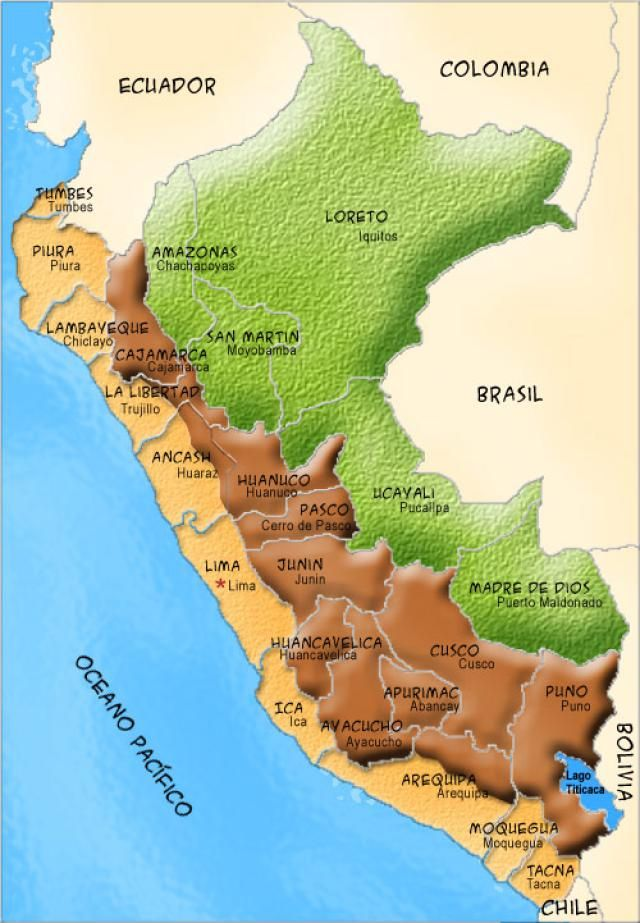 COLOMBIA
ECUADOR
TUMBES
Tumbes
LORETO
Iquitos
PIURA
Piura
AMAZONAS
Chachapoyas
LAMBAYEQUE
Chiclayo
SAN MARTIN
Moyobamba
CAJAMARCA
Cajamarca
BRASIL
LA LIBERTAD
Trujillo
ANCASH
Huaraz
HUANUCO
Huanuco
UCAYALI
Pucallpa
PASCO
Cerro de Pasco
LIMA
* Lima
JUNIN
Junin
MADRE DE DIOS
Puerto Maldonado
HUANCAVELICA
Huancavelica
CUSCO
Cusco
OCEANO PACÍFICO
APURIMAC
Abancay
PUNO
Puno
ICA
Ica
AYACUCHO
Ayacucho
BOLIVIA
AREQUIPA
Arequipa
Lago
Titicaca
MOQUEGUA
Moquegua
TACNA
Tacna
CHILE